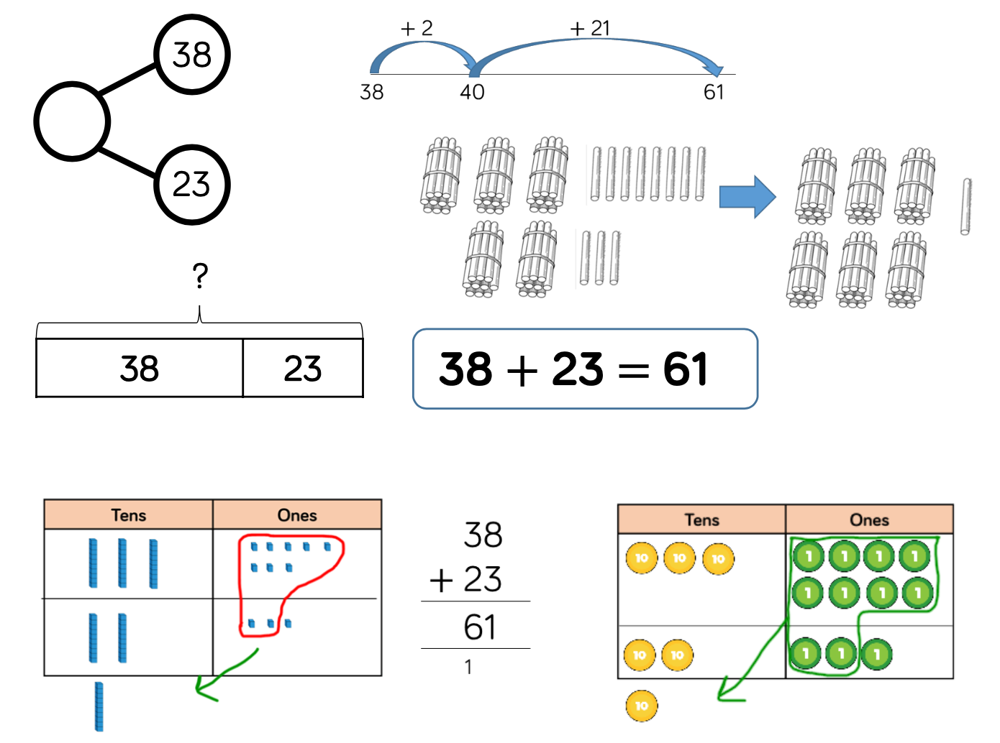 38
23
+ 2
+ 21
38 40 61
?
38 23
38 + 23 = 61
Tens Ones
38
+ 23
61
1
Tens Ones
10 10 10 1 1 1 1
1 1 1 1
10 10 1 1 1
10